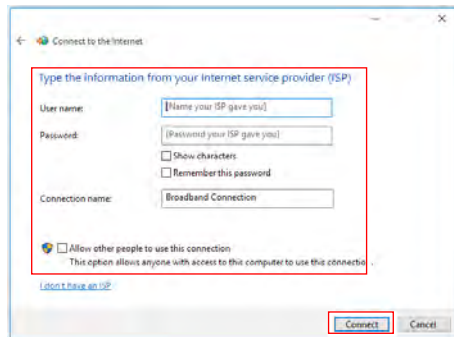 Connect to the Internet
Type the information from your Internet service provider (ISP)
User name: [Name your ISP gave you]
Password: [Password your ISP gave you]
Show characters
Remember this password
Connection name: Broadband Connection
Allow other people to use this connection
This option allows anyone with access to this computer to use this connection.
I don't have an ISP
Connect Cancel